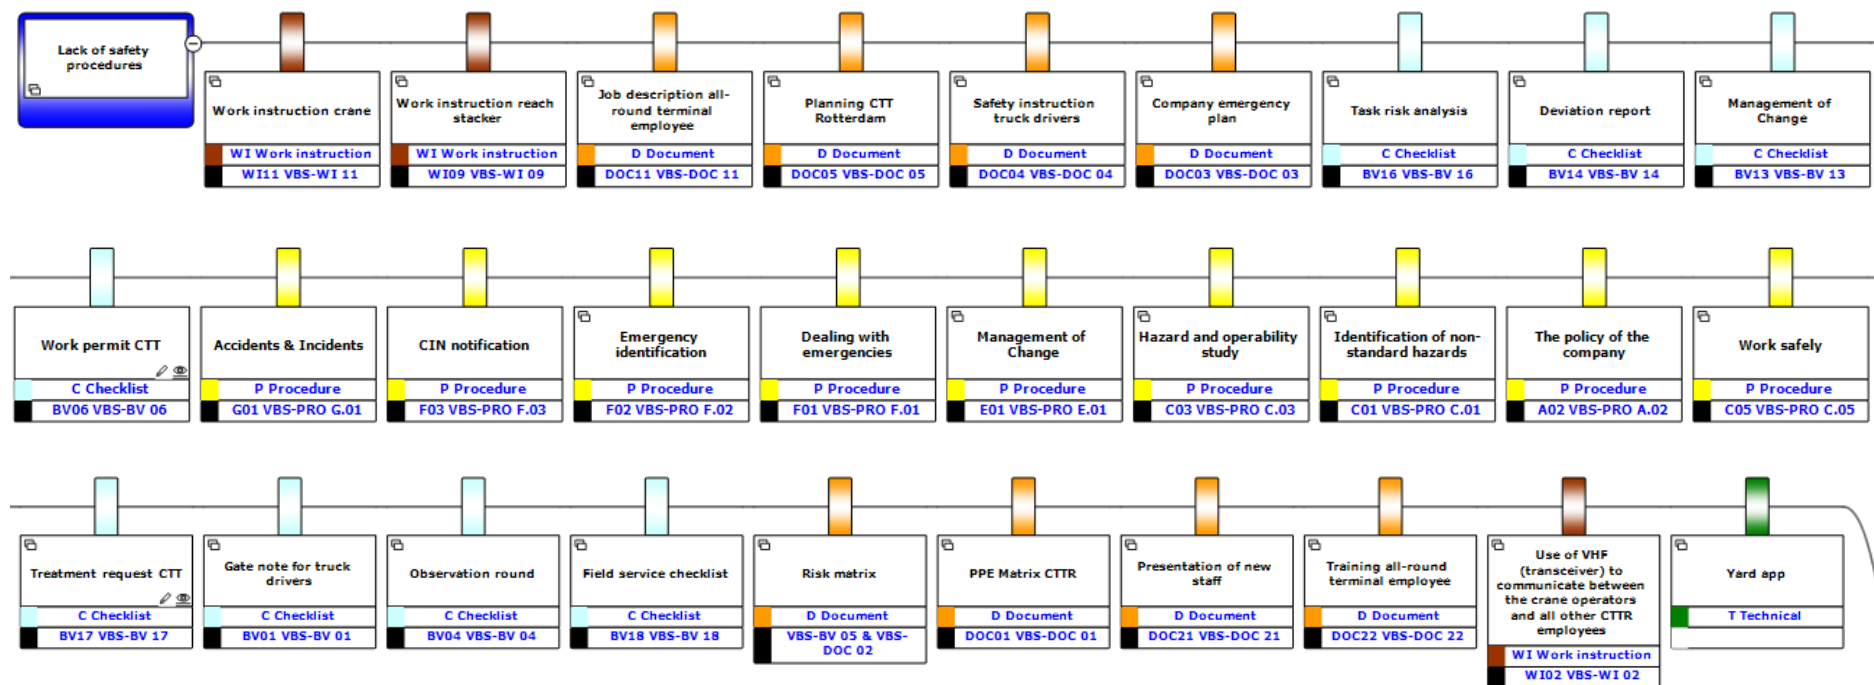 Lack of safety
procedures
Work instruction crane
WI Work instruction
WI11 VBS-WI 11
Work instruction reach
stacker
WI Work instruction
WI09 VBS-WI 09
Job description all-
round terminal
employee
D Document
DOC11 VBS-DOC 11
Planning CTT
Rotterdam
D Document
DOC05 VBS-DOC 05
Safety instruction
truck drivers
D Document
DOC04 VBS-DOC 04
Company emergency
plan
D Document
DOC03 VBS-DOC 03
Task risk analysis
C Checklist
BV16 VBS-BV 16
Deviation report
C Checklist
BV14 VBS-BV 14
Management of
Change
C Checklist
BV13 VBS-BV 13
Work permit CTT
C Checklist
BV06 VBS-BV 06
Accidents & Incidents
P Procedure
G01 VBS-PRO G.01
CIN notification
P Procedure
F03 VBS-PRO F.03
Emergency
identification
P Procedure
F02 VBS-PRO F.02
Dealing with
emergencies
P Procedure
F01 VBS-PRO F.01
Management of
Change
P Procedure
E01 VBS-PRO E.01
Hazard and operability
study
P Procedure
C03 VBS-PRO C.03
Identification of non-
standard hazards
P Procedure
C01 VBS-PRO C.01
The policy of the
company
P Procedure
A02 VBS-PRO A.02
Work safely
P Procedure
C05 VBS-PRO C.05
Treatment request CTT
C Checklist
BV17 VBS-BV 17
Gate note for truck
drivers
C Checklist
BV01 VBS-BV 01
Observation round
C Checklist
BV04 VBS-BV 04
Field service checklist
C Checklist
BV18 VBS-BV 18
Risk matrix
D Document
VBS-BV 05 & VBS-
DOC 02
PPE Matrix CTTR
D Document
DOC01 VBS-DOC 01
Presentation of new
staff
D Document
DOC21 VBS-DOC 21
Training all-round
terminal employee
D Document
DOC22 VBS-DOC 22
Use of VHF
(transceiver) to
communicate between
the crane operators
and all other CTTR
employees
WI Work instruction
WI02 VBS-WI 02
Yard app
T Technical